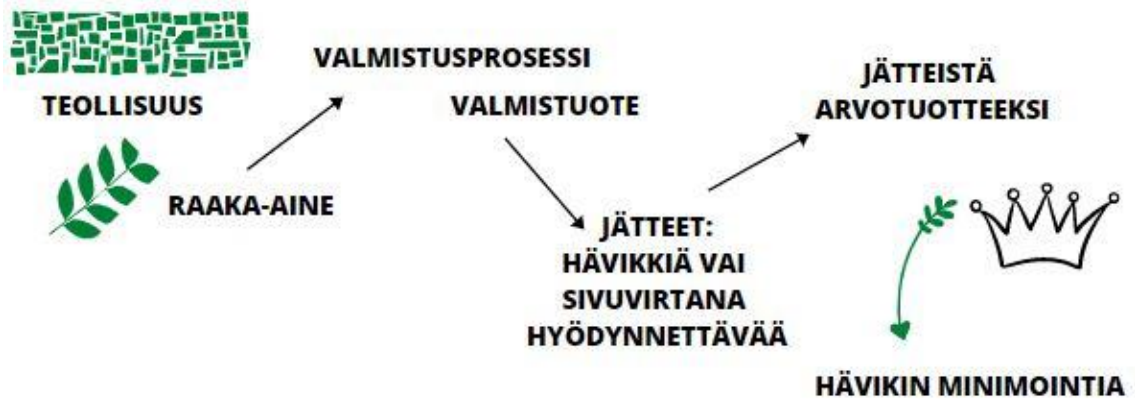 TEOLLISUUS
RAAKA-AINE
VALMISTUSPROSESSI
VALMISTUOTE
JÄTTEET:
HÄVIKKIÄ VAI
SIVUVIRTANA
HYÖDYNNETTÄVÄÄ
JÄTTEISTÄ
ARVOTUOTTEEKSI
HÄVIKIN MINIMOINTIA